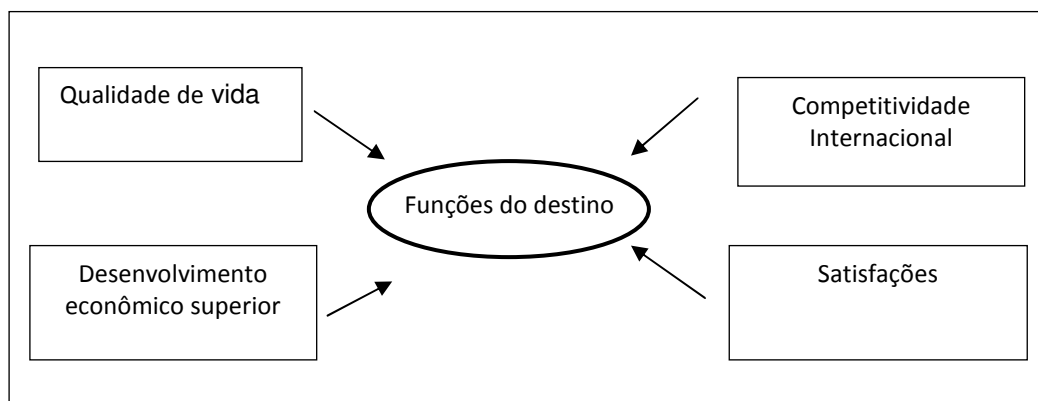 Qualidade de vida
Competitividade
Internacional
Funções do destino
Desenvolvimento
econômico superior
Satisfações